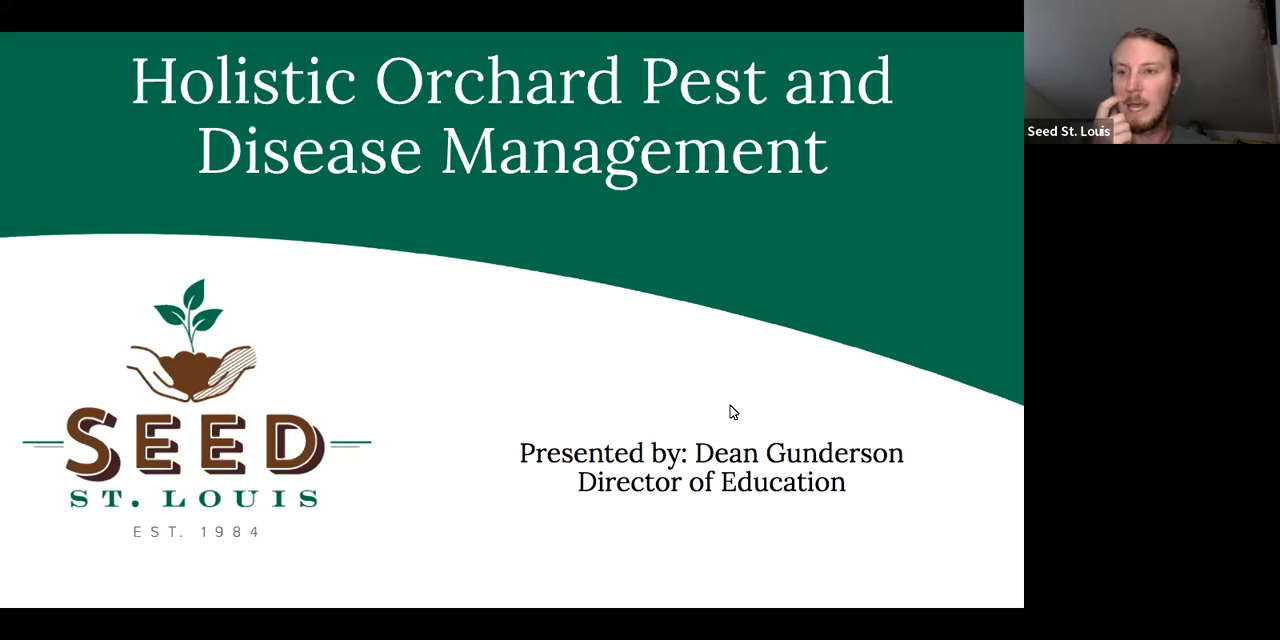 Holistic Orchard Pest and
Disease Management
Seed St. Louis
SEED
ST. LOUIS
EST. 1984
Presented by: Dean Gunderson
Director of Education